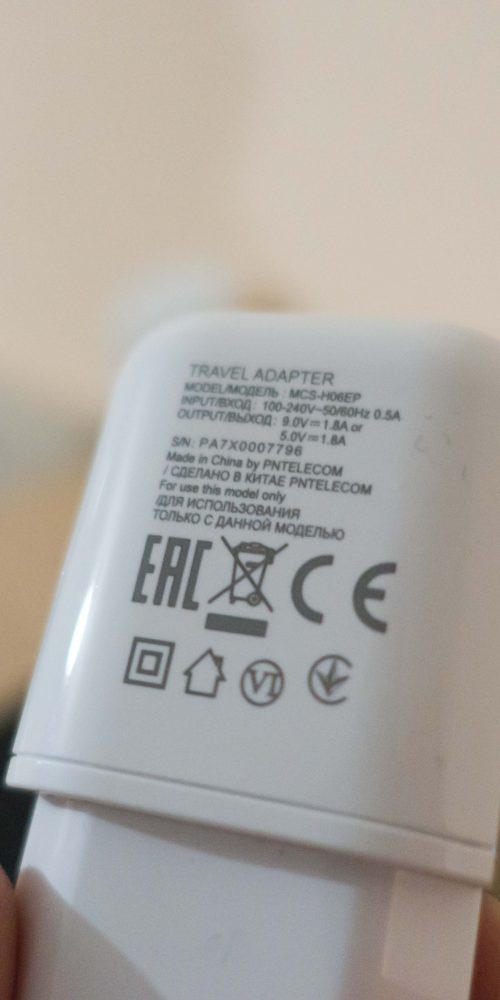 TRAVEL ADAPTER
MODEL/МОДЕЛЬ : MCS-H06EP
INPUT/ВХОД : 100-240V~50/60Hz 0.5A
OUTPUT/ВЫХОД : 9.0V⎓1.8A or
5.0V⎓1.8A
S/N: PA7X0007796
Made in China by PNTELECOM
/ СДЕЛАНО В КИТАЕ PNTELECOM
For use this model only
/ДЛЯ ИСПОЛЬЗОВАНИЯ
ТОЛЬКО С ДАННОЙ МОДЕЛЬЮ
EAC CE
VI